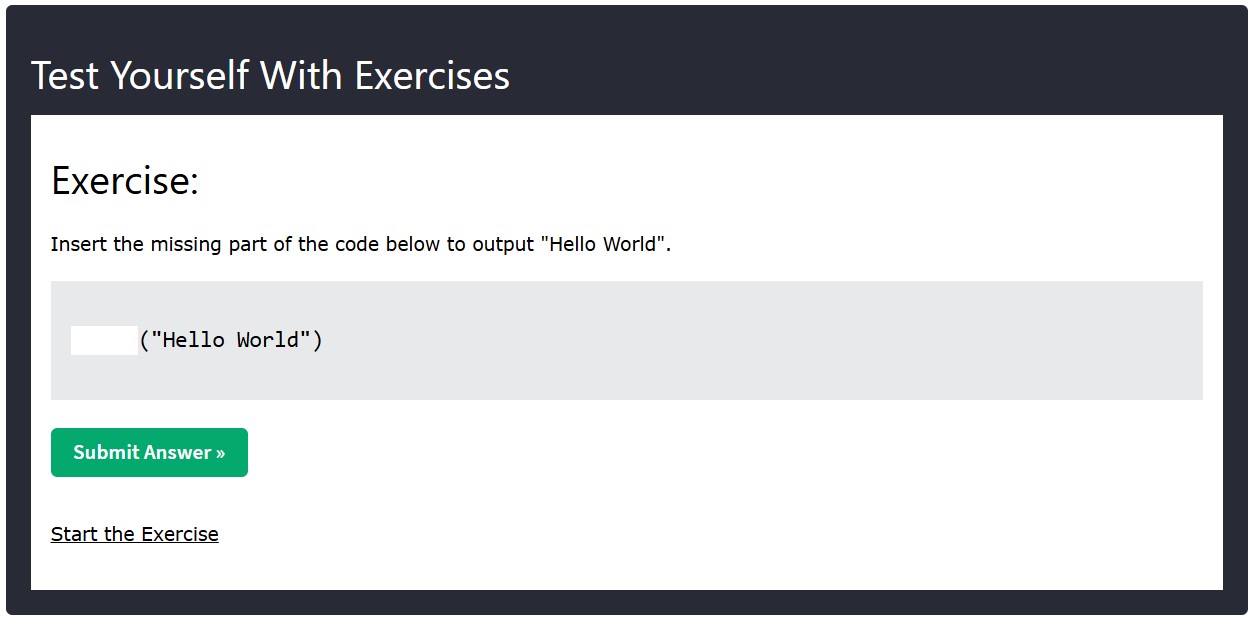 Test Yourself With Exercises
Exercise:
Insert the missing part of the code below to output "Hello World".
("Hello World")
Submit Answer »
Start the Exercise